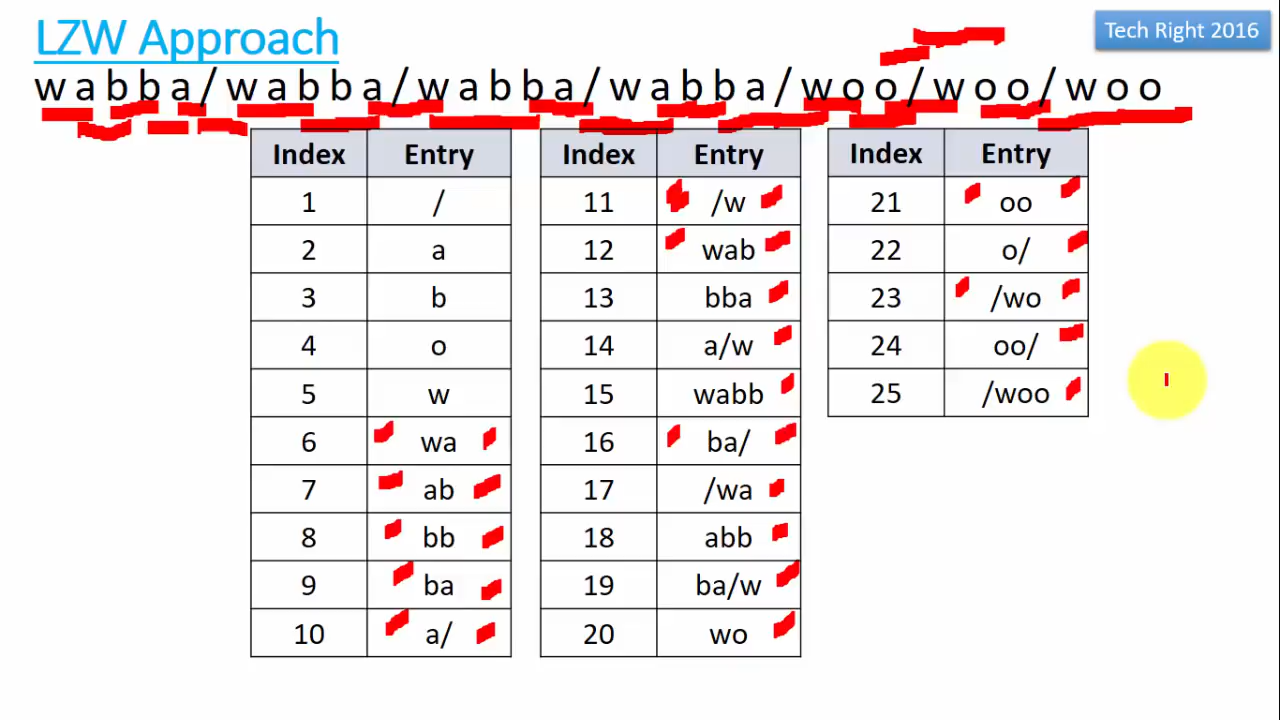 LZW Approach
Tech Right 2016
w a b b a / w a b b a / w a b b a / w a b b a / w o o / w o o / w o o
Index Entry Index Entry Index Entry
1 / 11 /w 21 oo
2 a 12 wab 22 o/
3 b 13 bba 23 /wo
4 o 14 a/w 24 oo/
5 w 15 wabb 25 /woo
6 wa 16 ba/
7 ab 17 /wa
8 bb 18 abb
9 ba 19 ba/w
10 a/ 20 wo